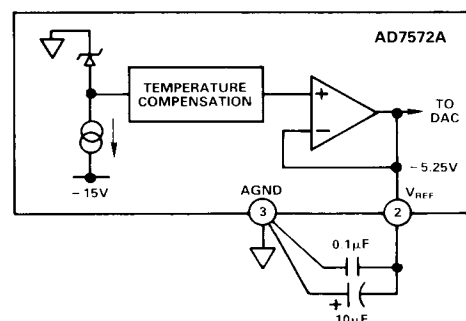 AD7572A
TEMPERATURE
COMPENSATION
+
−
TO
DAC
−5.25V
−15V
AGND
VREF
3
2
0.1µF
+
10µF